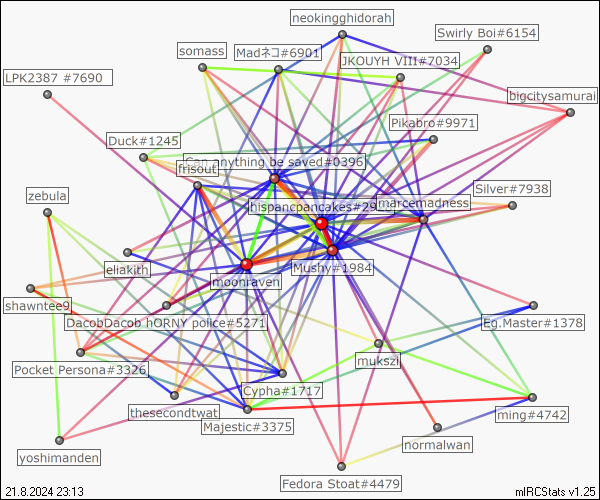 neokingghidorah
Swirly Boi#6154
somass
Madネコ#6901
JKOUYH VIII#7034
LPK2387 #7690
bigcitysamurai
Pikabro#9971
Duck#1245
Can anything be saved#0396
frisout
zebula
Silver#7938
hispancpancakes#29
marcemadness
eliakith
Mushy#1984
moonraven
shawntee9
DacobDacob hORNY police#5271
Eg.Master#1378
Pocket Persona#3326
mukszi
Cypha#1717
thesecondtwat
Majestic#3375
ming#4742
normalwan
yoshimanden
Fedora Stoat#4479
21.8.2024 23:13
mIRCStats v1.25